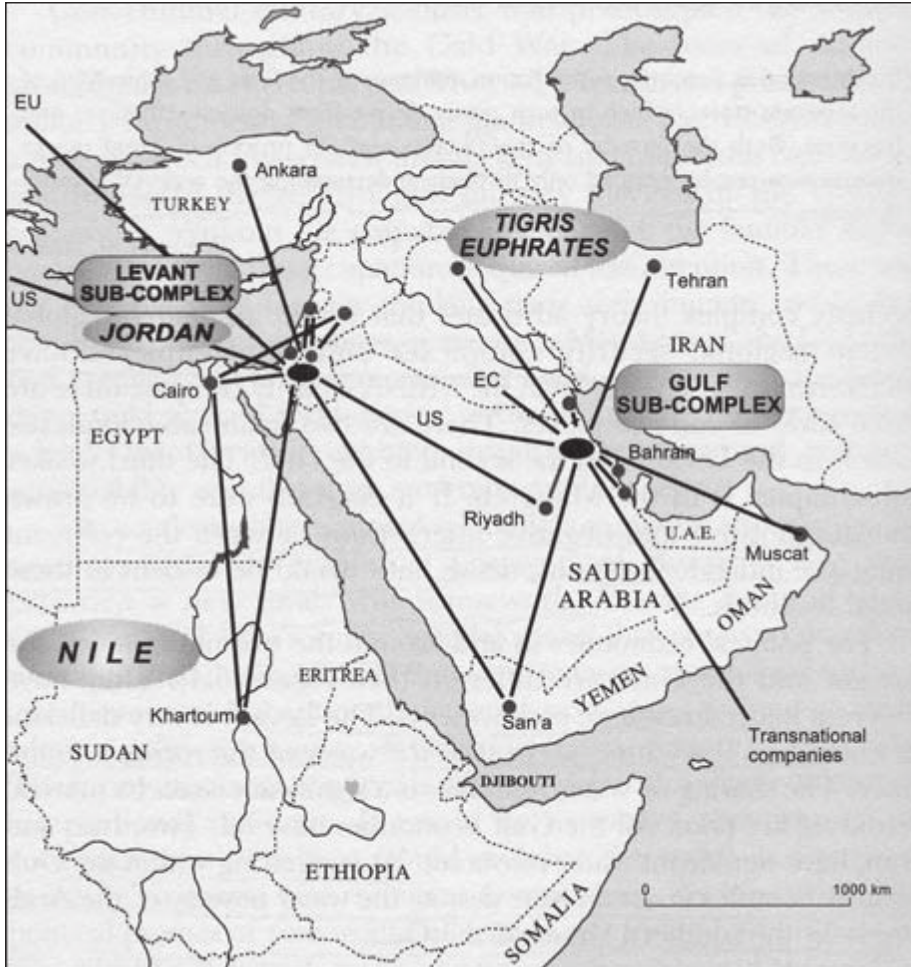 EU
Ankara
TURKEY
TIGRIS
EUPHRATES
LEVANT
SUB-COMPLEX
Tehran
US
JORDAN
IRAN
Cairo
EC
GULF
SUB-COMPLEX
US
EGYPT
Bahrain
Riyadh
U.A.E.
Muscat
SAUDI
ARABIA
OMAN
NILE
ERITREA
YEMEN
Khartoum
San'a
SUDAN
Transnational
companies
DJIBOUTI
ETHIOPIA
SOMALIA
0 1000 km